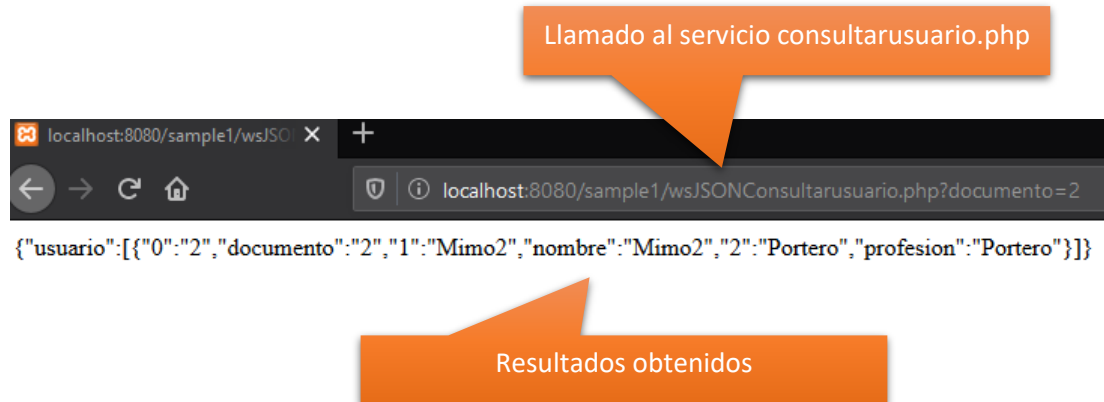 Llamado al servicio consultarusuario.php
localhost:8080/sample1/wsJSO
localhost:8080/sample1/wsJSONConsultarusuario.php?documento=2
{"usuario":[{"0":"2","documento":"2","1":"Mimo2","nombre":"Mimo2","2":"Portero","profesion":"Portero"}]}
Resultados obtenidos